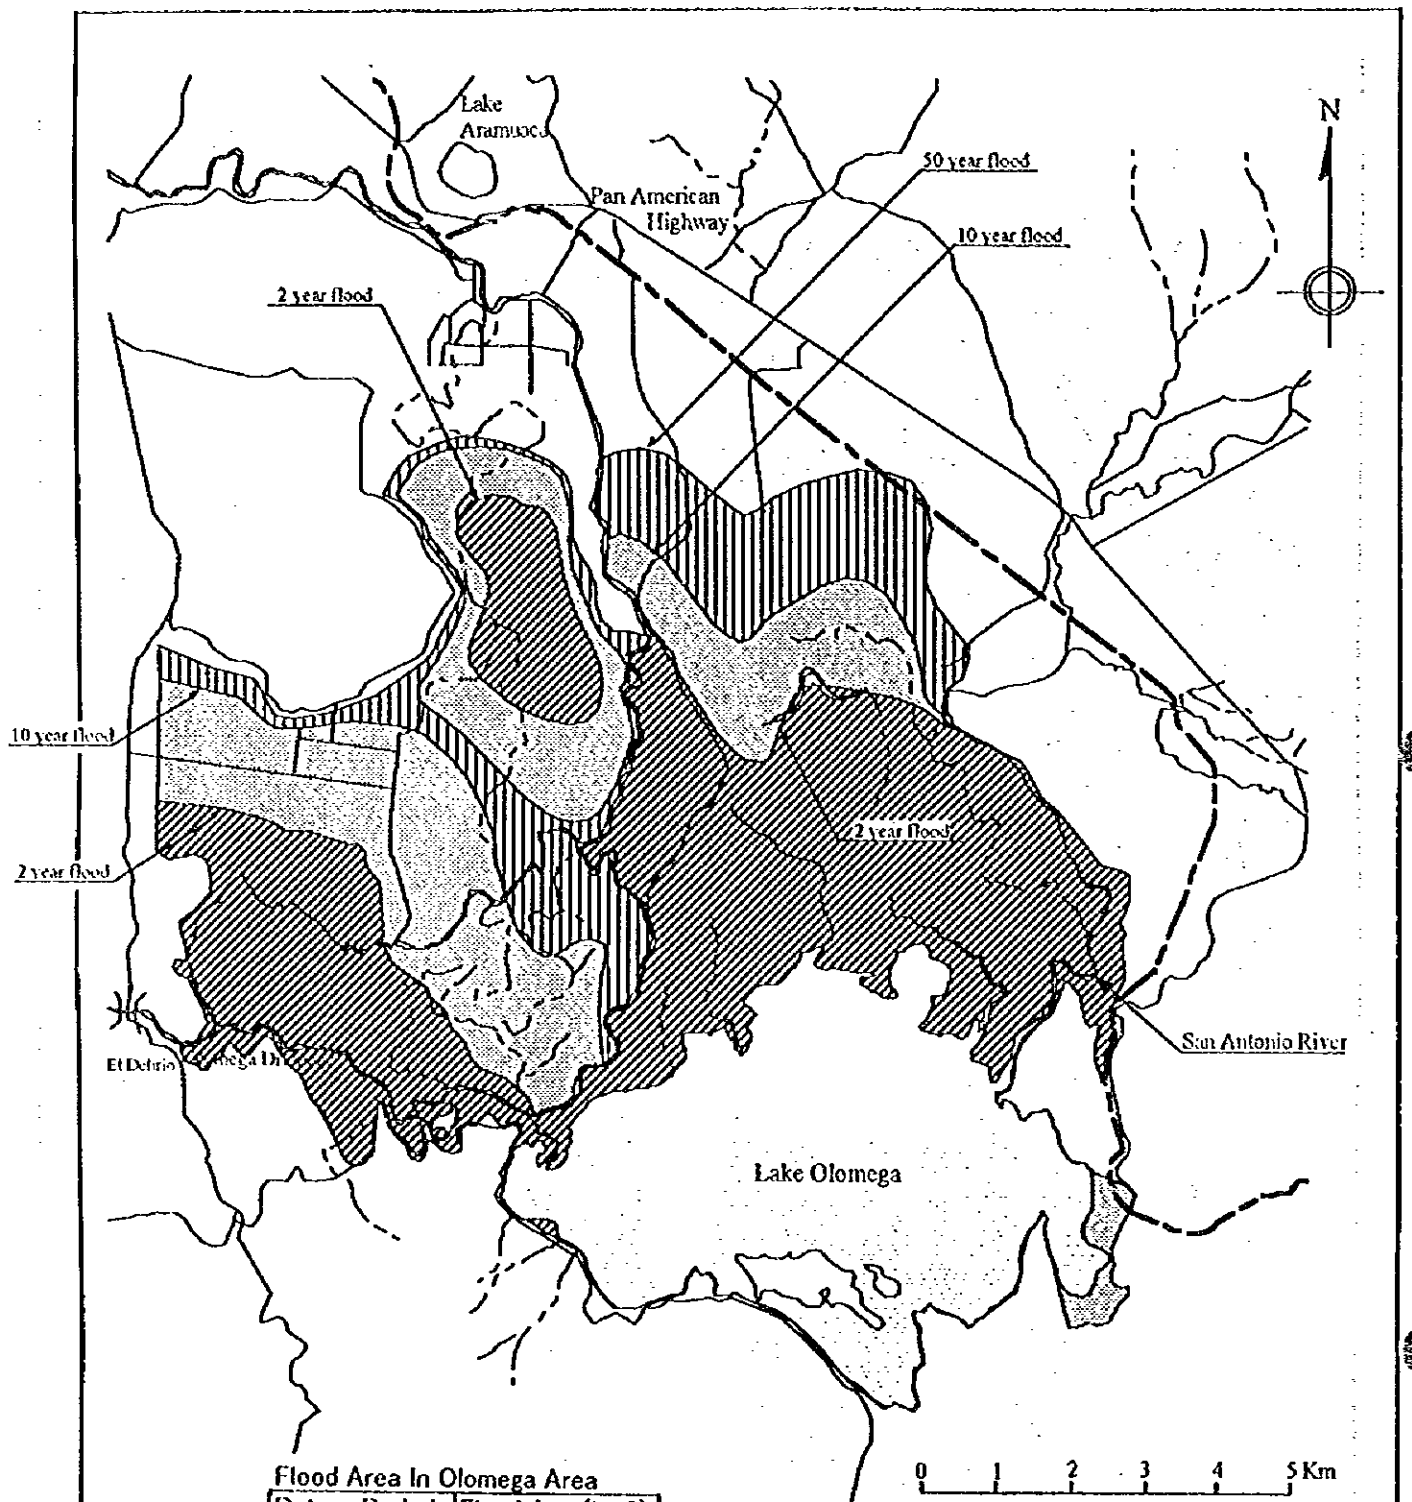 Lake
N
50 year flood
Pan American
Highway
10 year flood
2 year flood
10 year flood
2 year flood
2 year flood
San Antonio River
Lake Olomega
0 1 2 3 4 5 Km
Flood Area In Olomega Area